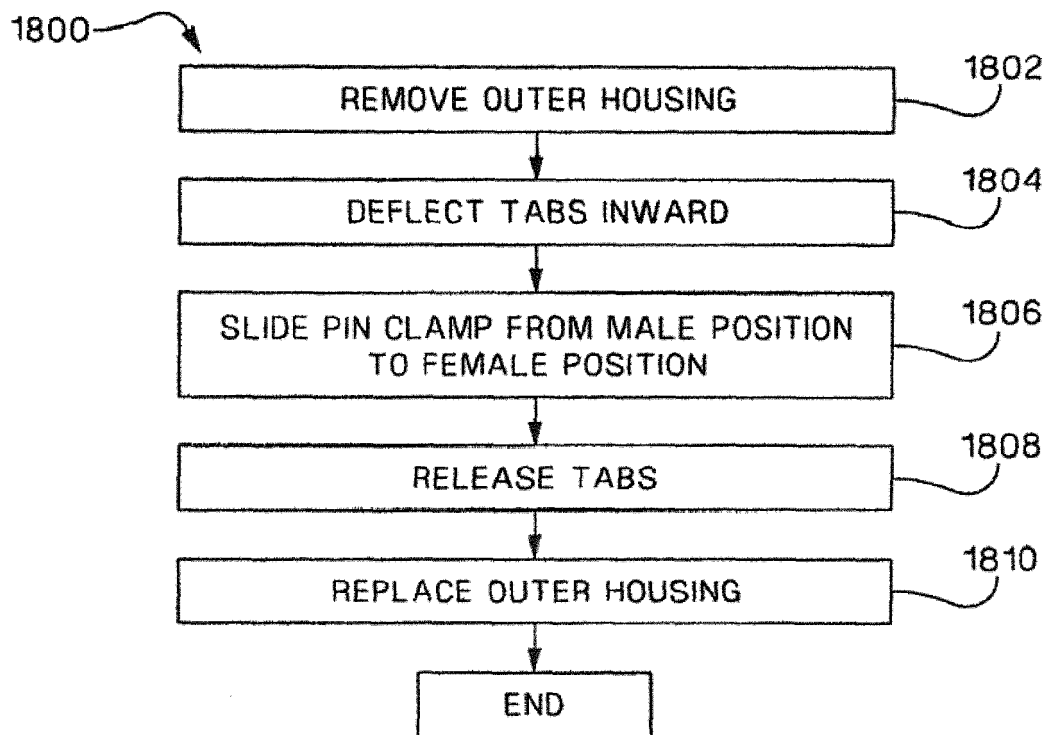 1800
REMOVE OUTER HOUSING
1802
DEFLECT TABS INWARD
1804
SLIDE PIN CLAMP FROM MALE POSITION
TO FEMALE POSITION
1806
RELEASE TABS
1808
REPLACE OUTER HOUSING
1810
END